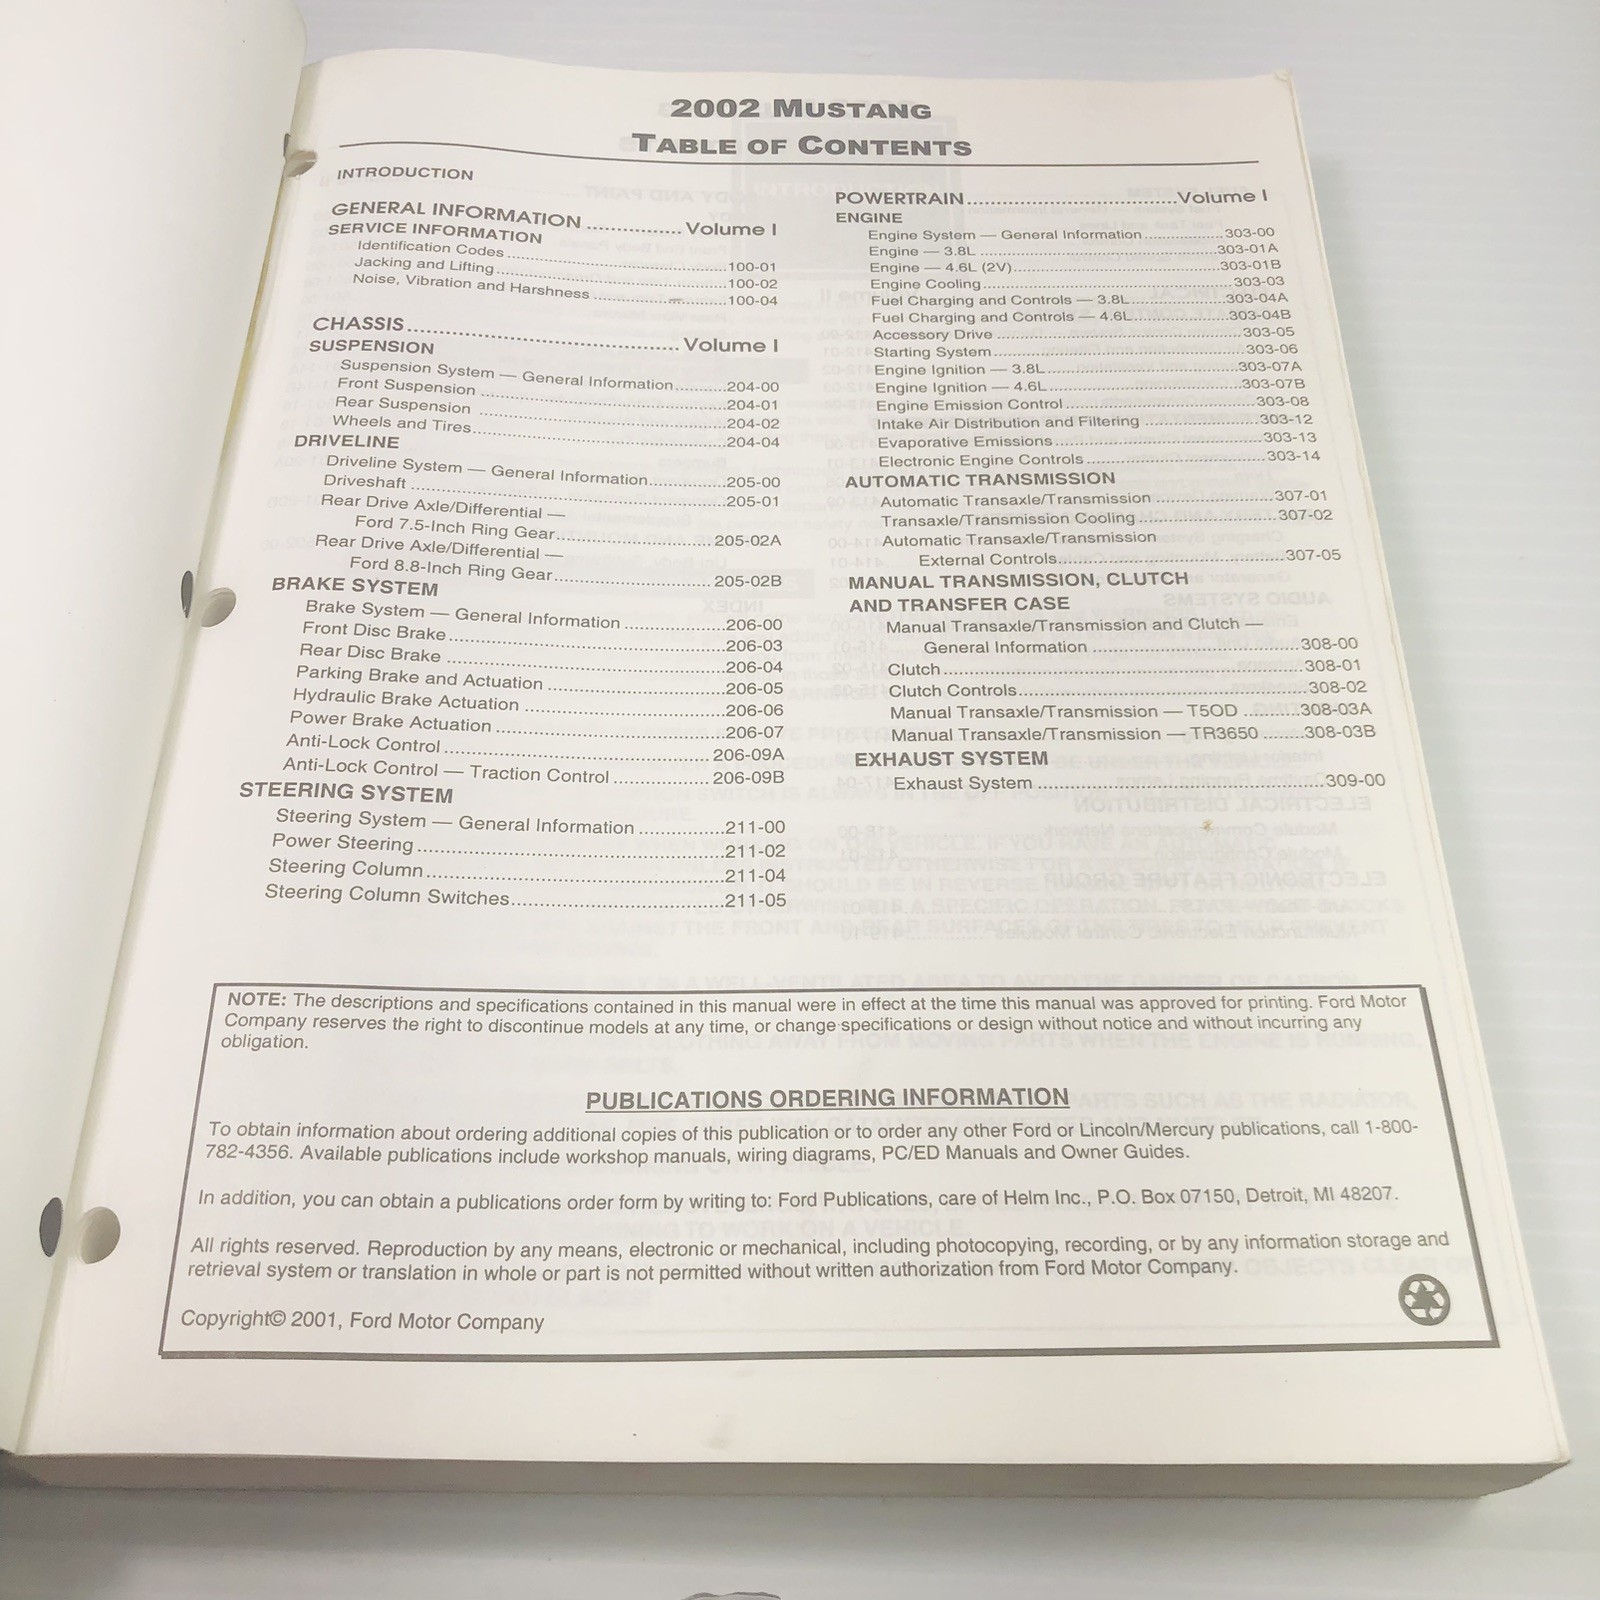 2002 MUSTANG
TABLE OF CONTENTS
INTRODUCTION
GENERAL INFORMATION ................ Volume I
SERVICE INFORMATION
Identification Codes ................ 100-01
Jacking and Lifting ................ 100-02
Noise, Vibration and Harshness ................ 100-04
CHASSIS ................ Volume I
SUSPENSION
Suspension System — General Information ................ 204-00
Front Suspension ................ 204-01
Rear Suspension ................ 204-02
Wheels and Tires ................ 204-04
DRIVELINE
Driveline System — General Information ................ 205-00
Driveshaft ................ 205-01
Rear Drive Axle/Differential —
Ford 7.5-Inch Ring Gear ................ 205-02A
Rear Drive Axle/Differential —
Ford 8.8-Inch Ring Gear ................ 205-02B
BRAKE SYSTEM
Brake System — General Information ................ 206-00
Front Disc Brake ................ 206-03
Rear Disc Brake ................ 206-04
Parking Brake and Actuation ................ 206-05
Hydraulic Brake Actuation ................ 206-06
Power Brake Actuation ................ 206-07
Anti-Lock Control ................ 206-09A
Anti-Lock Control — Traction Control ................ 206-09B
STEERING SYSTEM
Steering System — General Information ................ 211-00
Power Steering ................ 211-02
Steering Column ................ 211-04
Steering Column Switches ................ 211-05
POWERTRAIN ................ Volume I
ENGINE
Engine System — General Information ................ 303-00
Engine — 3.8L ................ 303-01A
Engine — 4.6L (2V) ................ 303-01B
Engine Cooling ................ 303-03
Fuel Charging and Controls — 3.8L ................ 303-04A
Fuel Charging and Controls — 4.6L ................ 303-04B
Accessory Drive ................ 303-05
Starting System ................ 303-06
Engine Ignition — 3.8L ................ 303-07A
Engine Ignition — 4.6L ................ 303-07B
Engine Emission Control ................ 303-08
Intake Air Distribution and Filtering ................ 303-12
Evaporative Emissions ................ 303-13
Electronic Engine Controls ................ 303-14
AUTOMATIC TRANSMISSION
Automatic Transaxle/Transmission ................ 307-01
Transaxle/Transmission Cooling ................ 307-02
Automatic Transaxle/Transmission
External Controls ................ 307-05
MANUAL TRANSMISSION, CLUTCH
AND TRANSFER CASE
Manual Transaxle/Transmission and Clutch —
General Information ................ 308-00
Clutch ................ 308-01
Clutch Controls ................ 308-02
Manual Transaxle/Transmission — T5OD ................ 308-03A
Manual Transaxle/Transmission — TR3650 ................ 308-03B
EXHAUST SYSTEM
Exhaust System ................ 309-00
NOTE: The descriptions and specifications contained in this manual were in effect at the time this manual was approved for printing. Ford Motor
Company reserves the right to discontinue models at any time, or change specifications or design without notice and without incurring any
obligation.
PUBLICATIONS ORDERING INFORMATION
To obtain information about ordering additional copies of this publication or to order any other Ford or Lincoln/Mercury publications, call 1-800-
782-4356. Available publications include workshop manuals, wiring diagrams, PC/ED Manuals and Owner Guides.
In addition, you can obtain a publications order form by writing to: Ford Publications, care of Helm Inc., P.O. Box 07150, Detroit, MI 48207.
All rights reserved. Reproduction by any means, electronic or mechanical, including photocopying, recording, or by any information storage and
retrieval system or translation in whole or part is not permitted without written authorization from Ford Motor Company.
Copyright© 2001, Ford Motor Company